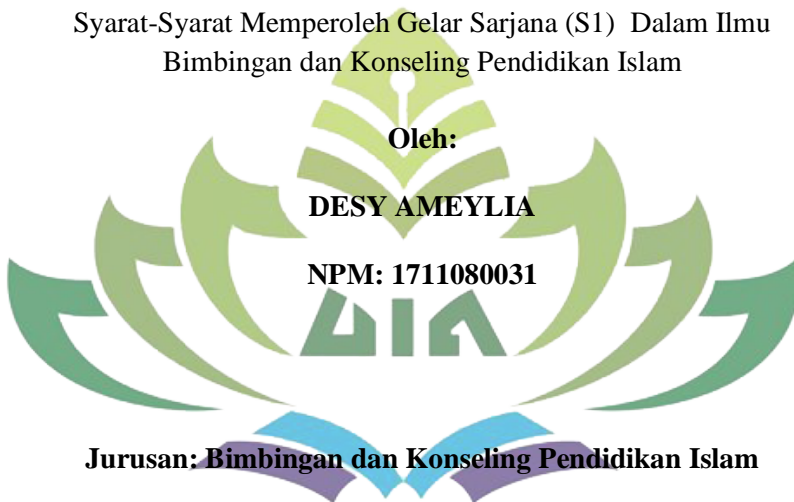 Syarat-Syarat Memperoleh Gelar Sarjana (S1) Dalam Ilmu
Bimbingan dan Konseling Pendidikan Islam
Oleh:
DESY AMEYLIA
NPM: 1711080031
UIN
Jurusan: Bimbingan dan Konseling Pendidikan Islam